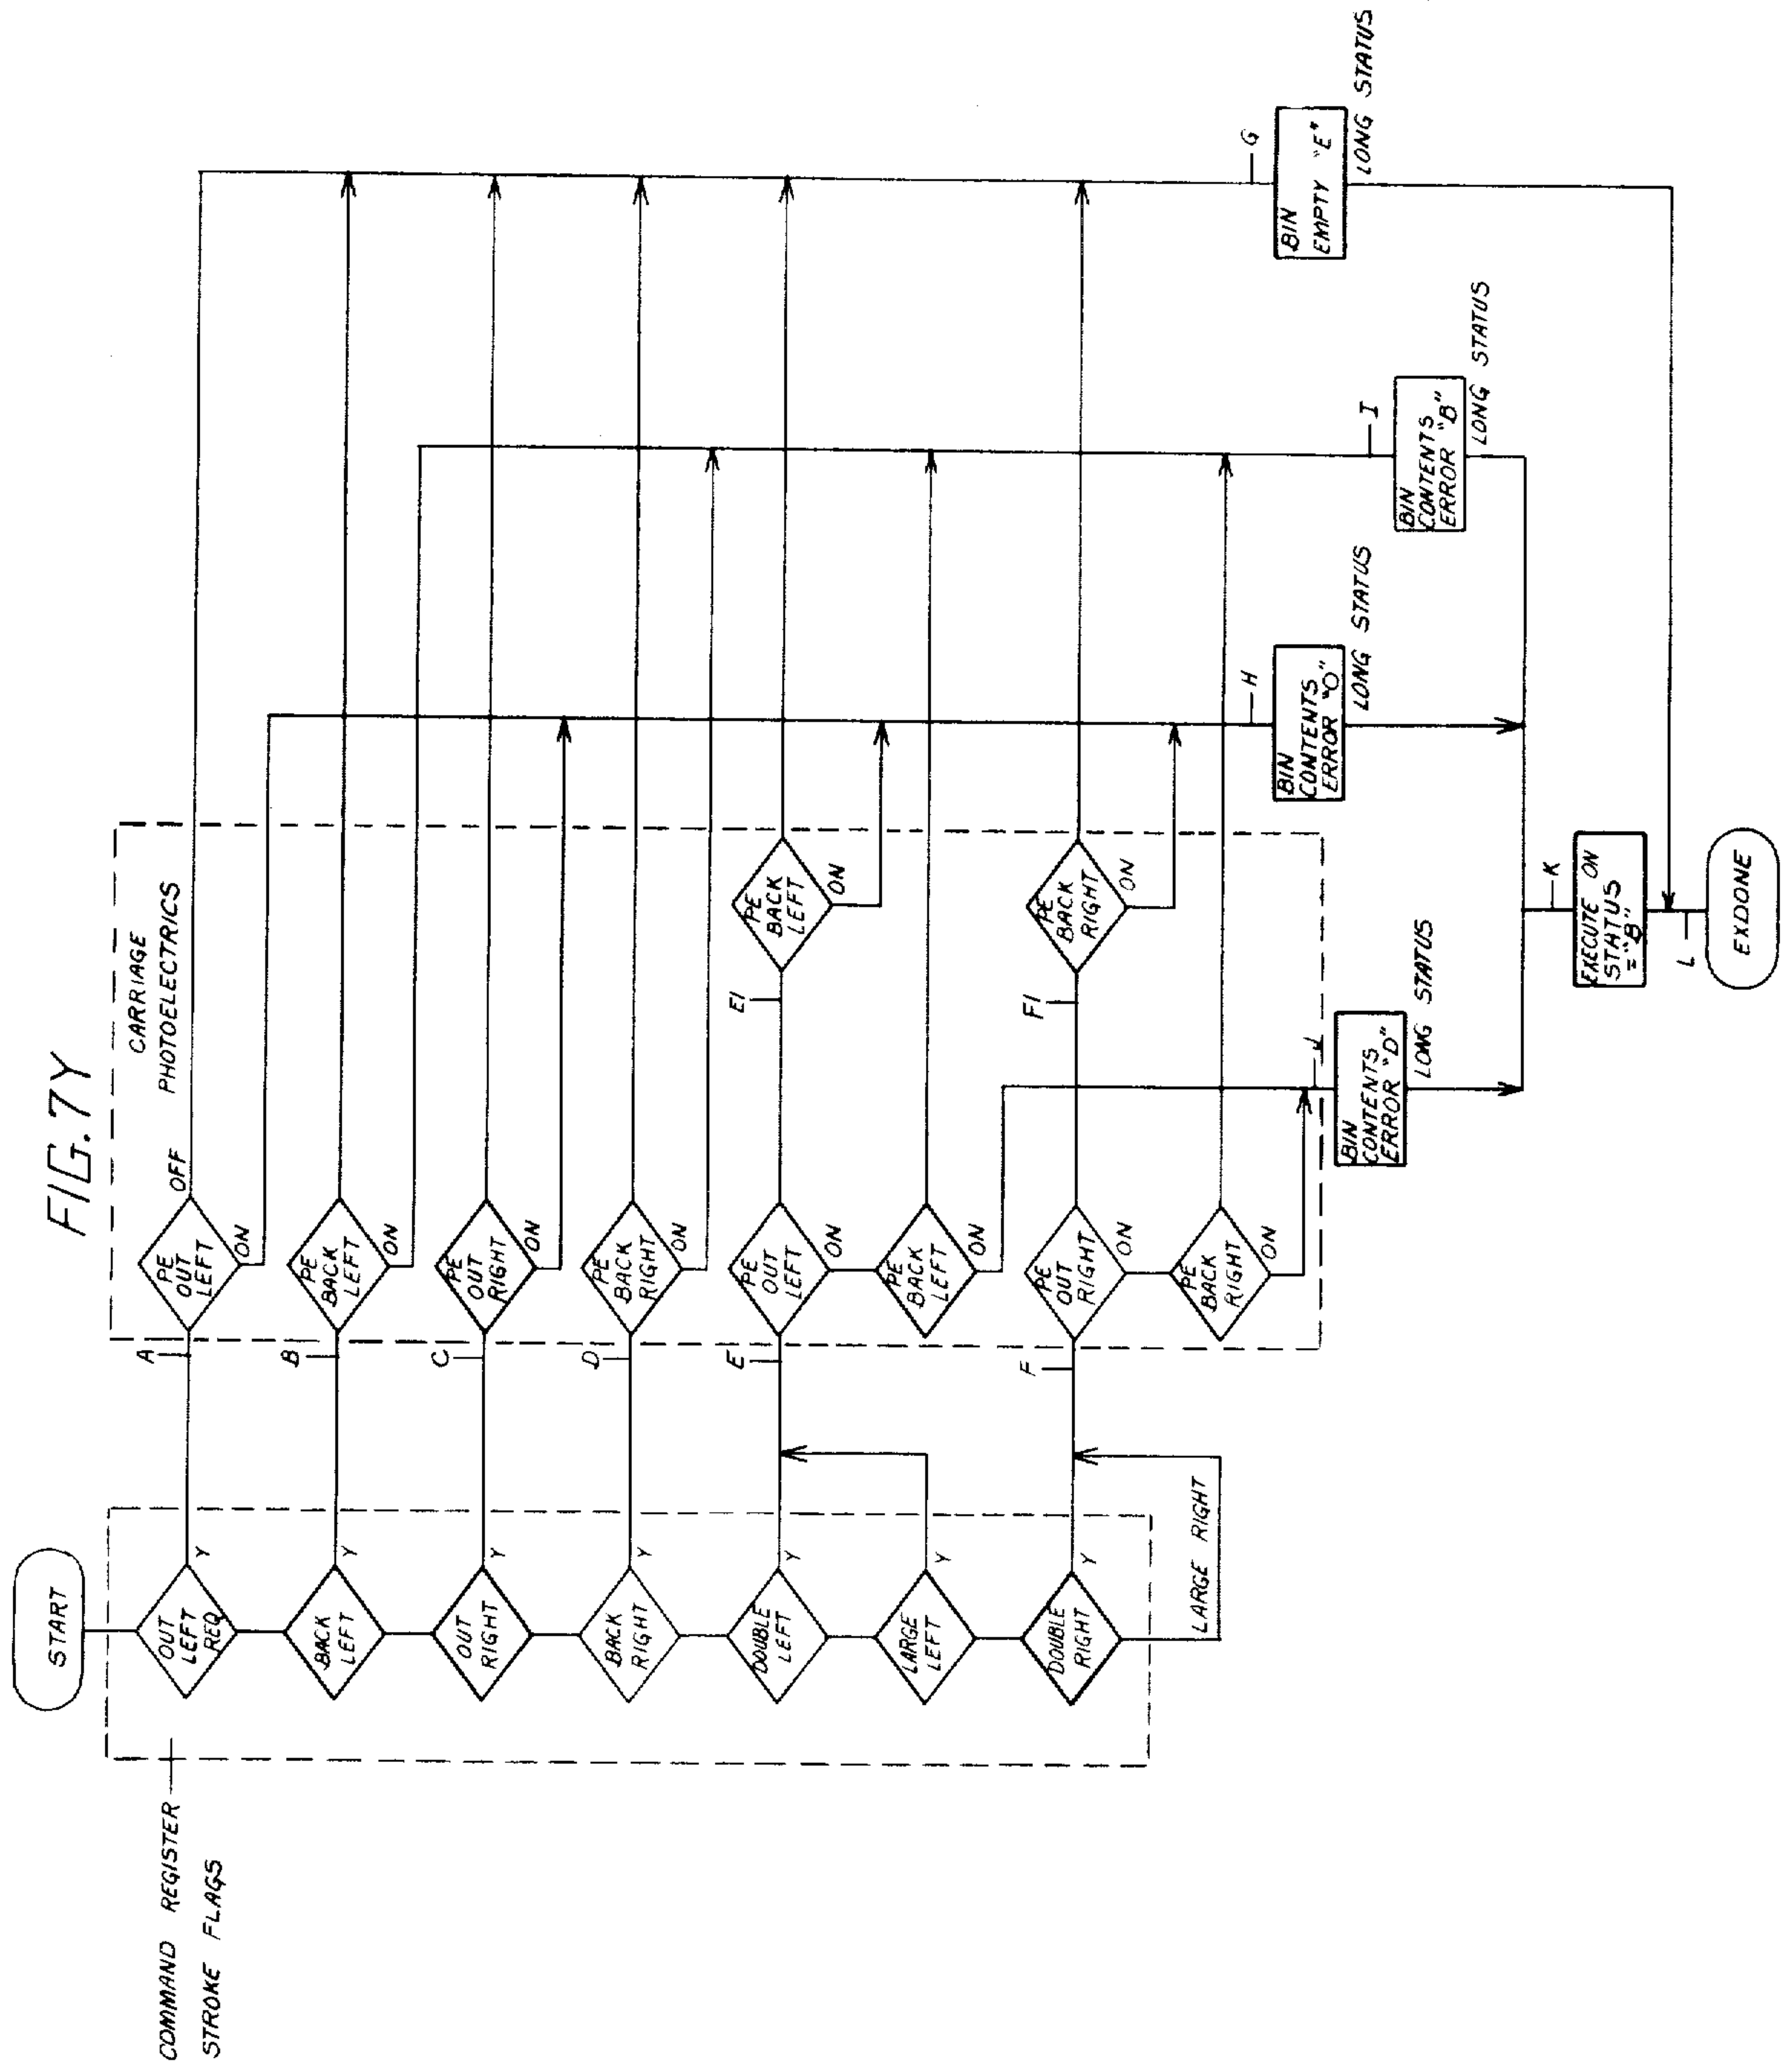 FIG. 7Y
START
COMMAND REGISTER
STROKE FLAGS
CARRIAGE
PHOTOELECTRICS
OUT
LEFT
REQ
Y
A
PE
OUT
LEFT
OFF
ON
BACK
LEFT
Y
B
PE
BACK
LEFT
ON
OUT
RIGHT
Y
C
PE
OUT
RIGHT
ON
BACK
RIGHT
Y
D
PE
BACK
RIGHT
ON
DOUBLE
LEFT
Y
E
PE
OUT
LEFT
ON
E1
PE
BACK
LEFT
ON
LARGE
LEFT
Y
PE
BACK
LEFT
ON
DOUBLE
RIGHT
Y
F
PE
OUT
RIGHT
ON
F1
PE
BACK
RIGHT
ON
LARGE RIGHT
PE
BACK
RIGHT
ON
J
BIN
CONTENTS
ERROR "D"
LONG STATUS
H
BIN
CONTENTS
ERROR "O"
LONG STATUS
I
BIN
CONTENTS
ERROR "B"
LONG STATUS
G
BIN
EMPTY "E"
LONG STATUS
K
EXECUTE ON
STATUS
="B"
L
EXDONE